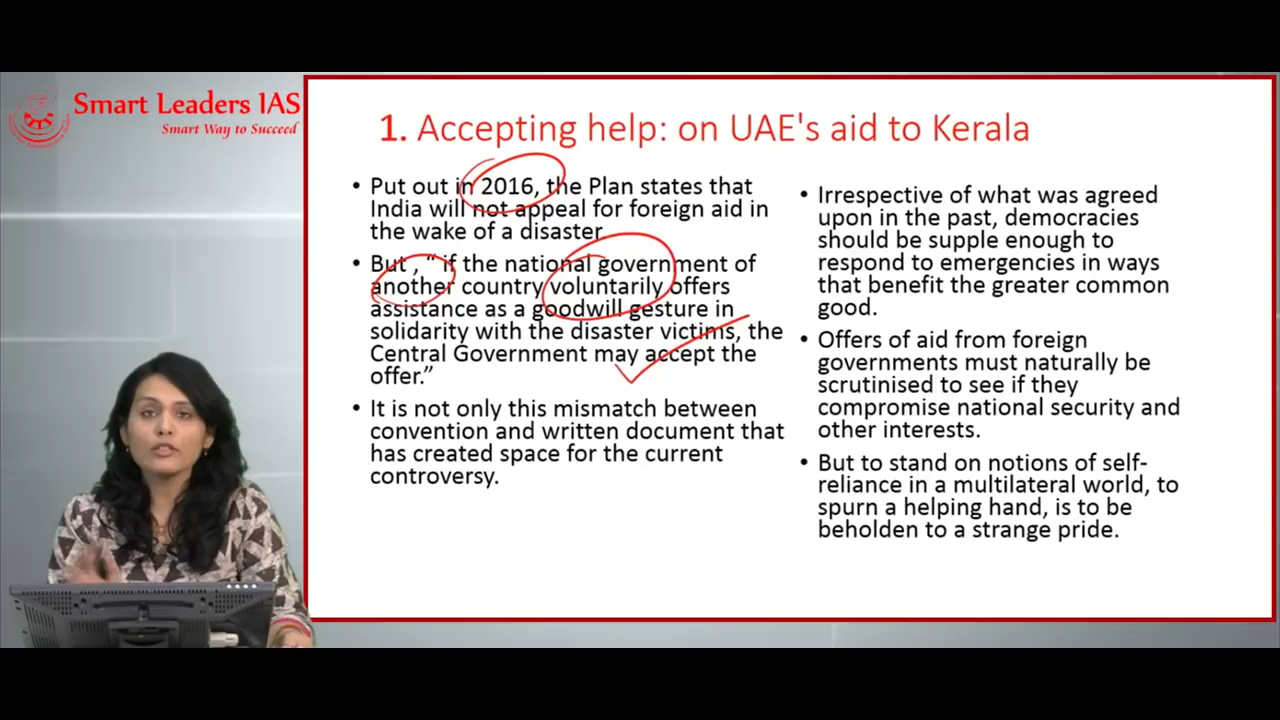 Smart Leaders IAS
Smart Way to Succeed
1. Accepting help: on UAE's aid to Kerala
• Put out in 2016, the Plan states that
India will not appeal for foreign aid in
the wake of a disaster.
• But , “ if the national government of
another country voluntarily offers
assistance as a goodwill gesture in
solidarity with the disaster victims, the
Central Government may accept the
offer.”
• It is not only this mismatch between
convention and written document that
has created space for the current
controversy.
• Irrespective of what was agreed
upon in the past, democracies
should be supple enough to
respond to emergencies in ways
that benefit the greater common
good.
• Offers of aid from foreign
governments must naturally be
scrutinised to see if they
compromise national security and
other interests.
• But to stand on notions of self-
reliance in a multilateral world, to
spurn a helping hand, is to be
beholden to a strange pride.